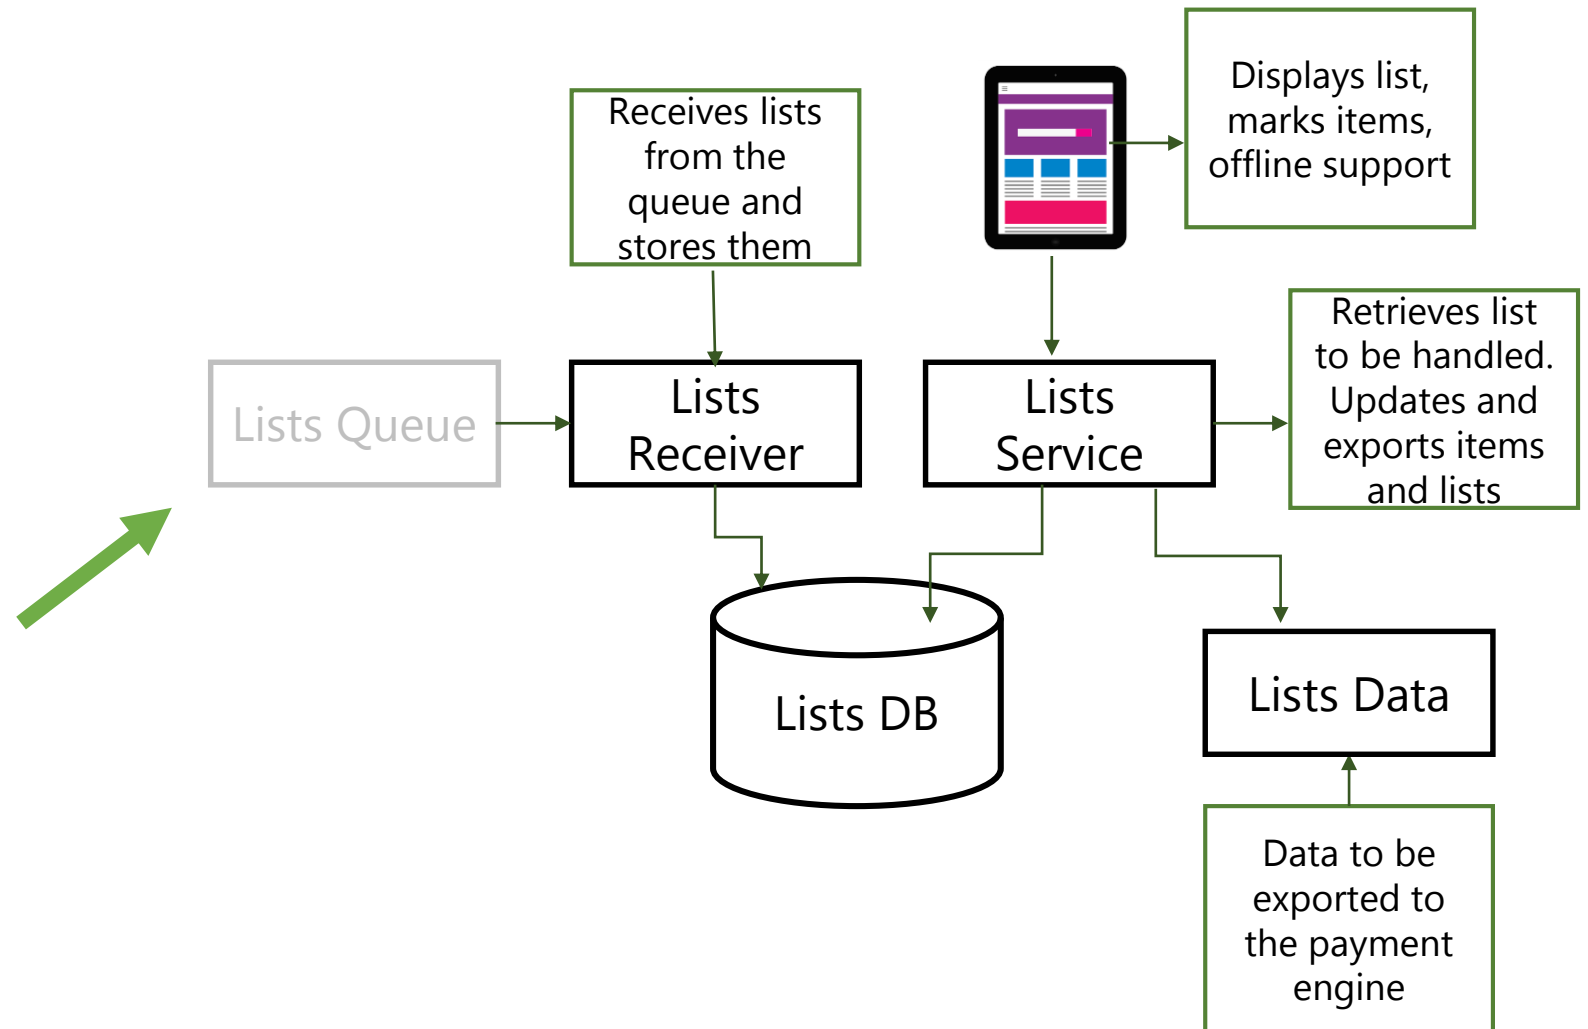 Displays list,
marks items,
offline support
Receives lists
from the
queue and
stores them
Retrieves list
to be handled.
Updates and
exports items
and lists
Lists Queue
Lists
Receiver
Lists
Service
Lists DB
Lists Data
Data to be
exported to
the payment
engine